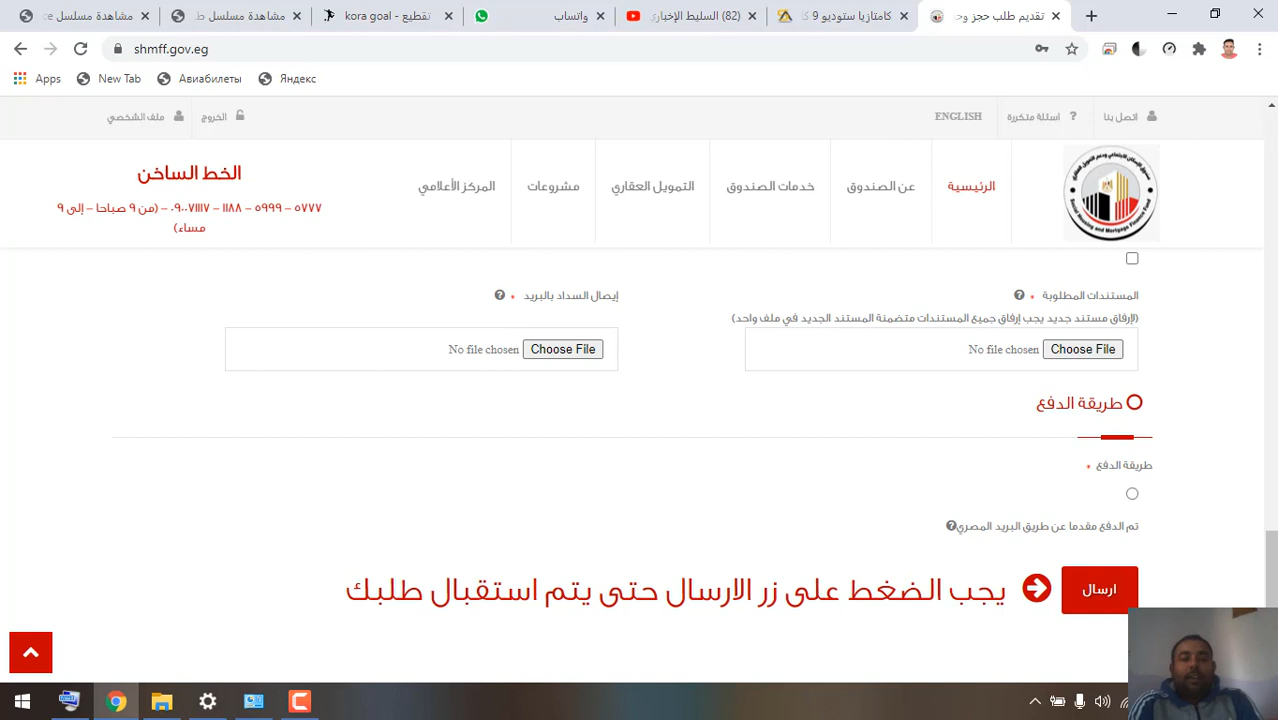 مشاهدة مسلسل ce
مشاهدة مسلسل ط
kora goal - تقطيع
واتساب
(82) السليط الإخباري
كامتازيا ستوديو 9 كا
تقديم طلب حجز وح
shmff.gov.eg
Apps
New Tab
Авиабилеты
Яндекс
اتصل بنا
اسئلة متكررة
ENGLISH
الخروج
ملف الشخصي
الرئيسية
عن الصندوق
خدمات الصندوق
التمويل العقاري
مشروعات
المركز الأعلامي
الخط الساخن
٥٧٧٧ – ٥٩٩٩ – ١١٨٨ – ٠٩٠٠٧١١١٧ – (من ٩ صباحا – إلى ٩
مساء)
المستندات المطلوبة *
(لإرفاق مستند جديد يجب إرفاق جميع المستندات متضمنة المستند الجديد في ملف واحد)
Choose File No file chosen
إيصال السداد بالبريد *
Choose File No file chosen
طريقة الدفع
طريقة الدفع *
تم الدفع مقدما عن طريق البريد المصري
ارسال
يجب الضغط على زر الارسال حتى يتم استقبال طلبك